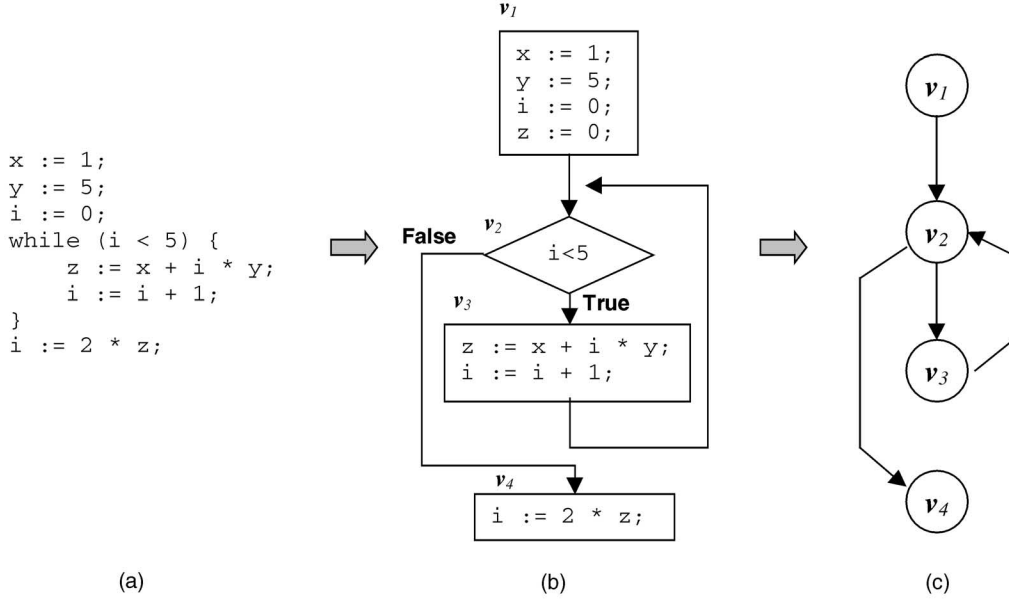 x := 1;
y := 5;
i := 0;
while (i < 5) {
z := x + i * y;
i := i + 1;
}
i := 2 * z;
(a)
v1
x := 1;
y := 5;
i := 0;
z := 0;
v2
False
i<5
True
v3
z := x + i * y;
i := i + 1;
v4
i := 2 * z;
(b)
v1
v2
v3
v4
(c)